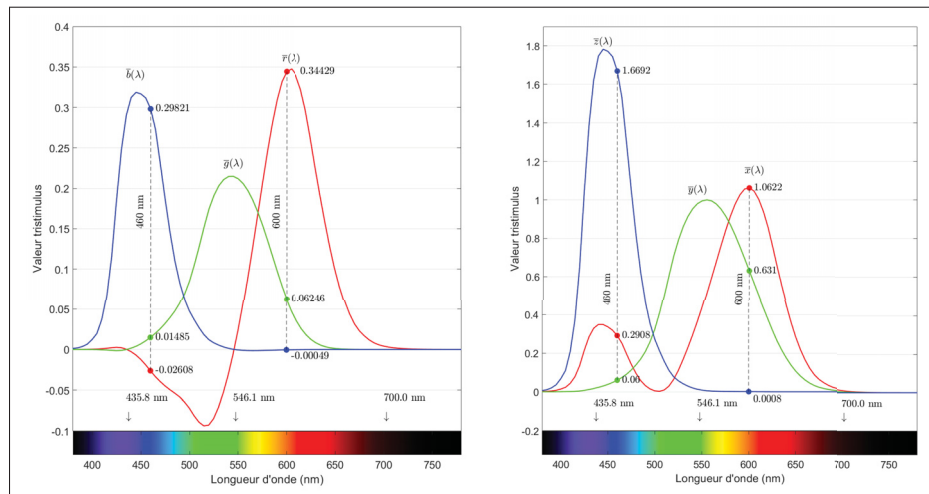 0.4
r̄(λ)
0.35
0.34429
b̄(λ)
0.3
0.29821
0.25
ḡ(λ)
0.2
460 nm
600 nm
0.15
0.1
0.06246
0.05
0.01485
0
-0.00049
-0.02608
-0.05
435.8 nm
546.1 nm
700.0 nm
-0.1
400 450 500 550 600 650 700 750
Longueur d'onde (nm)
Valeur tristimulus
z̄(λ)
1.8
1.6692
1.6
1.4
1.2
x̄(λ)
1.0622
ȳ(λ)
1
0.8
0.631
460 nm
600 nm
0.6
0.4
0.2908
0.2
0.06
0
0.0008
435.8 nm
546.1 nm
700.0 nm
-0.2
400 450 500 550 600 650 700 750
Longueur d'onde (nm)
Valeur tristimulus